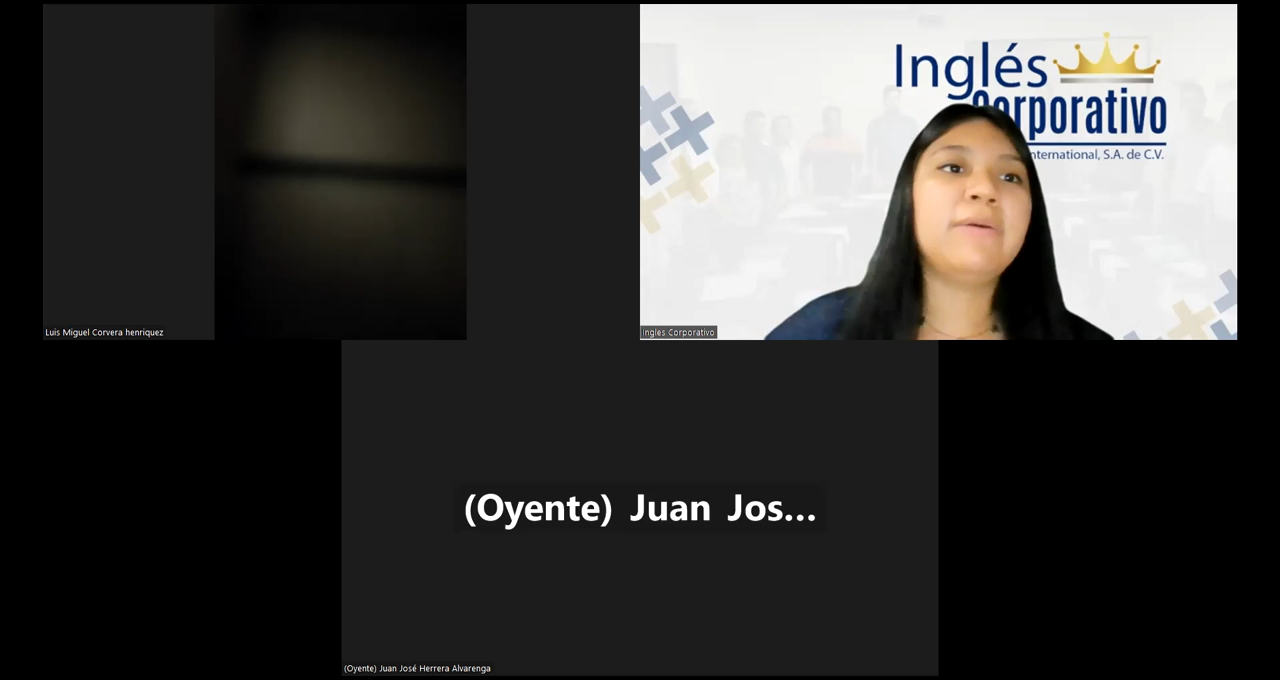 Inglés
Corporativo
International, S.A. de C.V.
Luis Miguel Corvera henriquez
Ingles Corporativo
(Oyente) Juan Jos...
(Oyente) Juan José Herrera Alvarenga